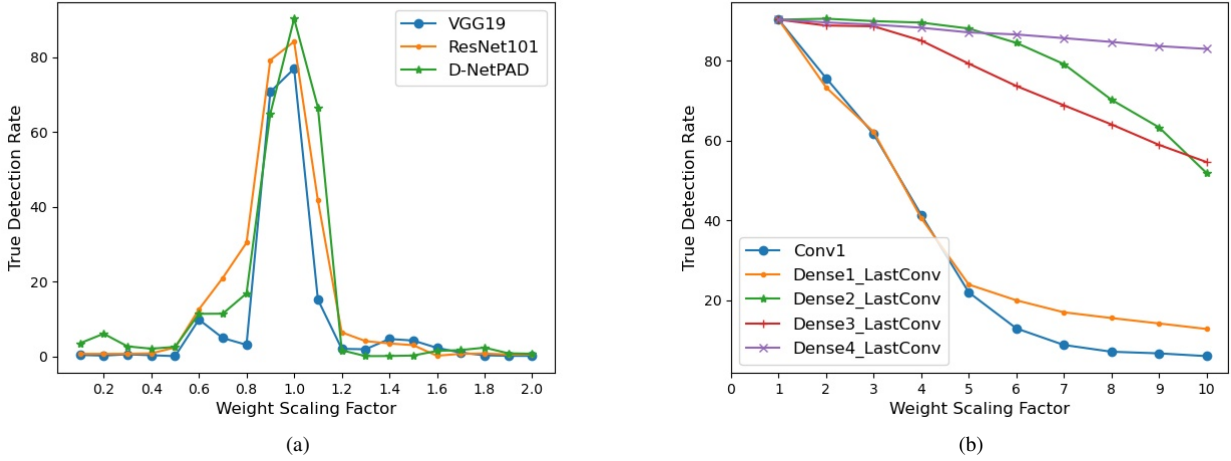 True Detection Rate
80
60
40
20
0
VGG19
ResNet101
D-NetPAD
0.2 0.4 0.6 0.8 1.0 1.2 1.4 1.6 1.8 2.0
Weight Scaling Factor
(a)
True Detection Rate
80
60
40
20
Conv1
Dense1_LastConv
Dense2_LastConv
Dense3_LastConv
Dense4_LastConv
0 1 2 3 4 5 6 7 8 9 10
Weight Scaling Factor
(b)